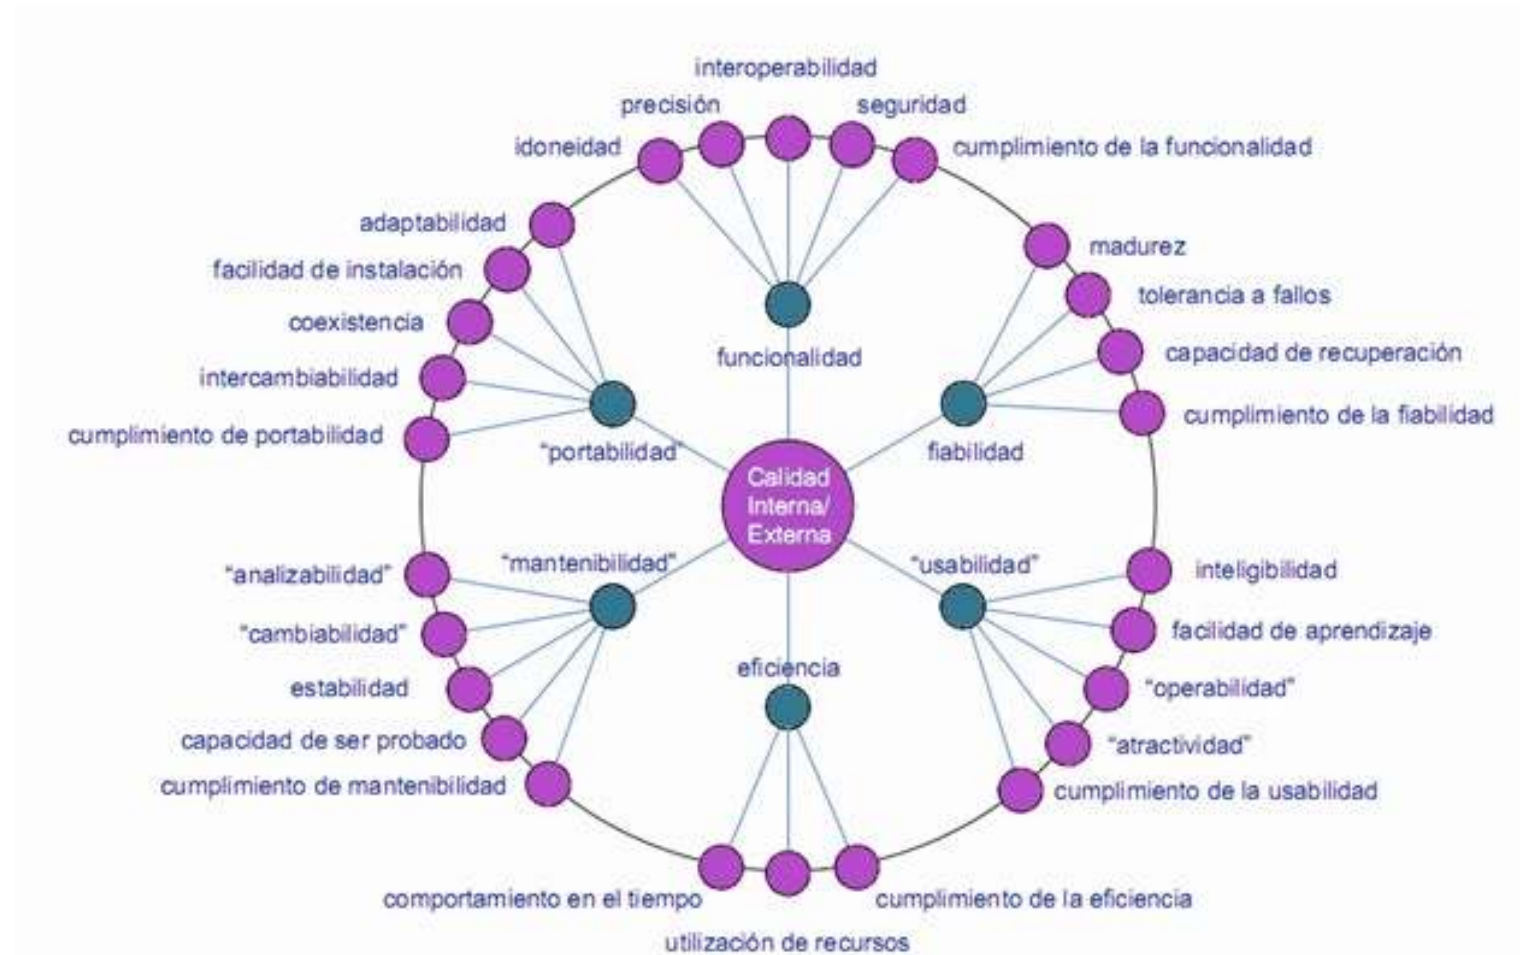 interoperabilidad
precisión
seguridad
idoneidad
cumplimiento de la funcionalidad
adaptabilidad
madurez
facilidad de instalación
tolerancia a fallos
coexistencia
capacidad de recuperación
funcionalidad
intercambiabilidad
cumplimiento de la fiabilidad
cumplimiento de portabilidad
"portabilidad"
fiabilidad
Calidad
Interna/
Externa
"mantenibilidad"
"usabilidad"
"analizabilidad"
inteligibilidad
"cambiabilidad"
facilidad de aprendizaje
eficiencia
estabilidad
"operabilidad"
capacidad de ser probado
"atractividad"
cumplimiento de mantenibilidad
cumplimiento de la usabilidad
comportamiento en el tiempo
cumplimiento de la eficiencia
utilización de recursos